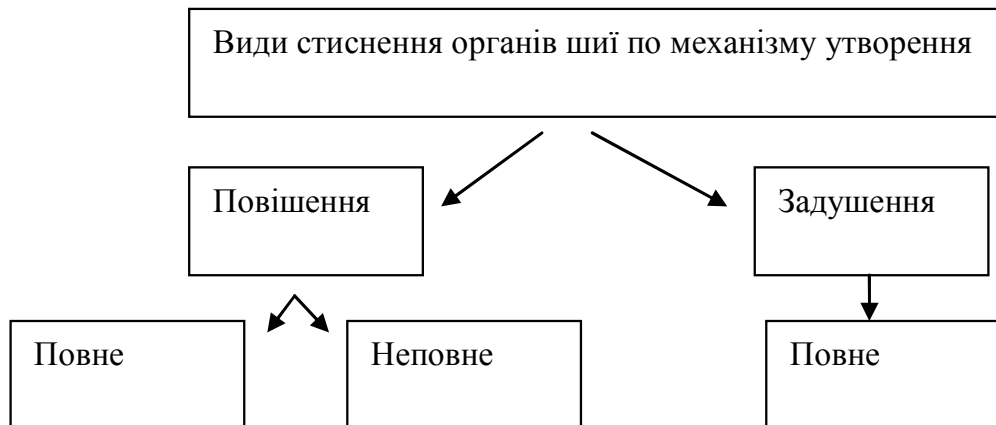 Види стиснення органів шиї по механізму утворення
Повішення
Задушення
Повне
Неповне
Повне